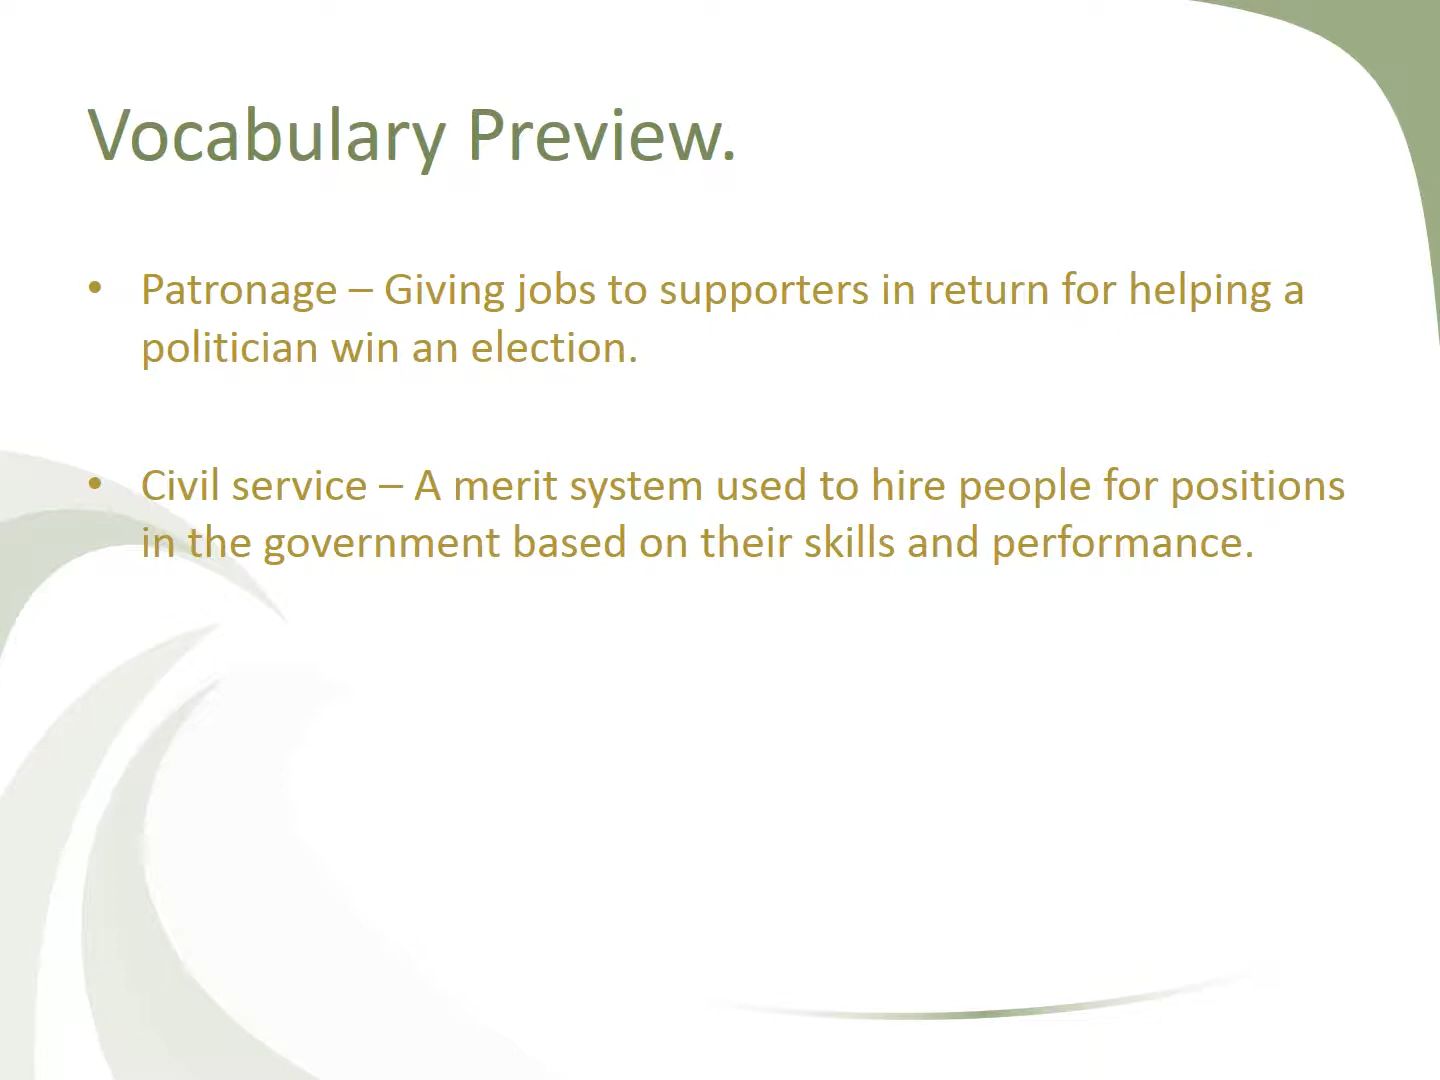 Vocabulary Preview.
• Patronage – Giving jobs to supporters in return for helping a
politician win an election.
• Civil service – A merit system used to hire people for positions
in the government based on their skills and performance.